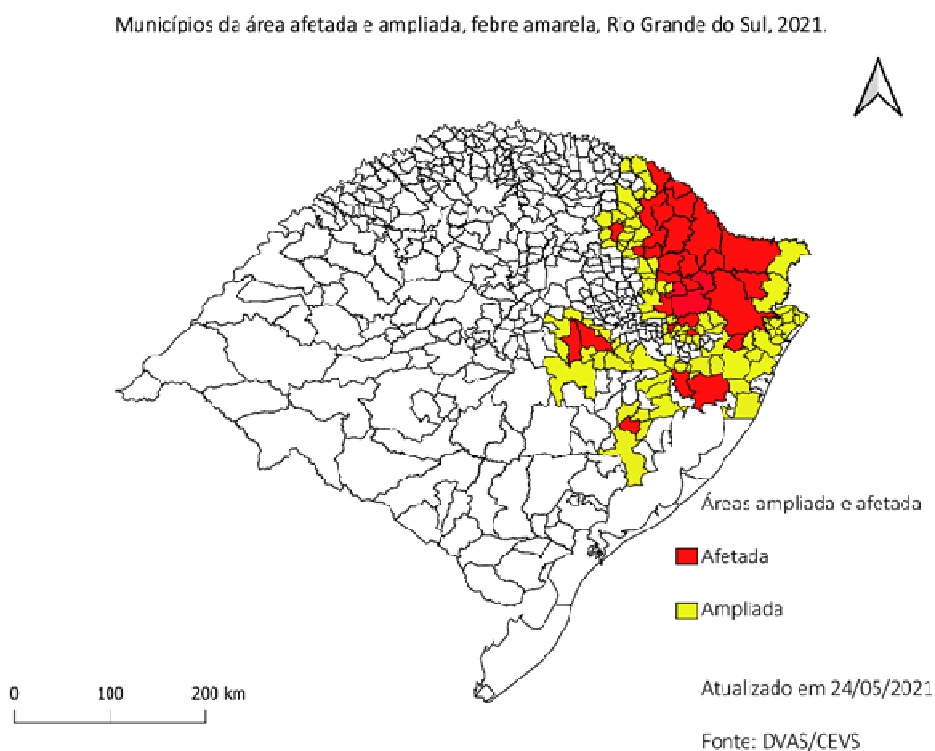 Municípios da área afetada e ampliada, febre amarela, Rio Grande do Sul, 2021.
Áreas ampliada e afetada
Afetada
Ampliada
0 100 200 km
Atualizado em 24/05/2021
Fonte: DVAS/CEVS